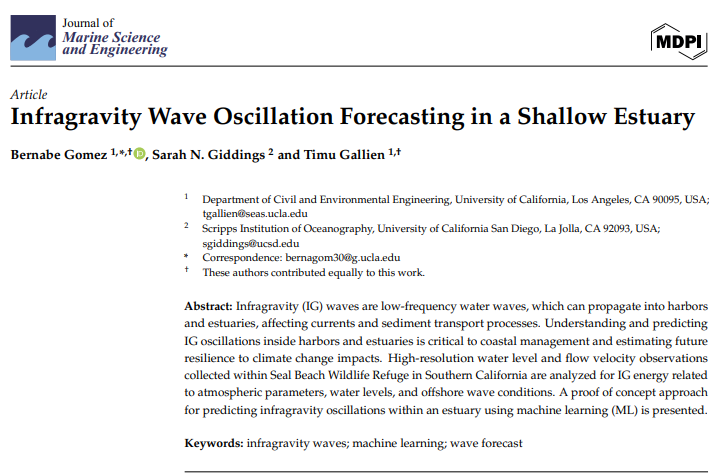 Journal of
Marine Science
and Engineering
MDPI
Article
Infragravity Wave Oscillation Forecasting in a Shallow Estuary
Bernabe Gomez 1,*,† iD, Sarah N. Giddings 2 and Timu Gallien 1,†
1 Department of Civil and Environmental Engineering, University of California, Los Angeles, CA 90095, USA;
tgallien@seas.ucla.edu
2 Scripps Institution of Oceanography, University of California San Diego, La Jolla, CA 92093, USA;
sgiddings@ucsd.edu
* Correspondence: bernagom30@g.ucla.edu
† These authors contributed equally to this work.
Abstract: Infragravity (IG) waves are low-frequency water waves, which can propagate into harbors
and estuaries, affecting currents and sediment transport processes. Understanding and predicting
IG oscillations inside harbors and estuaries is critical to coastal management and estimating future
resilience to climate change impacts. High-resolution water level and flow velocity observations
collected within Seal Beach Wildlife Refuge in Southern California are analyzed for IG energy related
to atmospheric parameters, water levels, and offshore wave conditions. A proof of concept approach
for predicting infragravity oscillations within an estuary using machine learning (ML) is presented.
Keywords: infragravity waves; machine learning; wave forecast